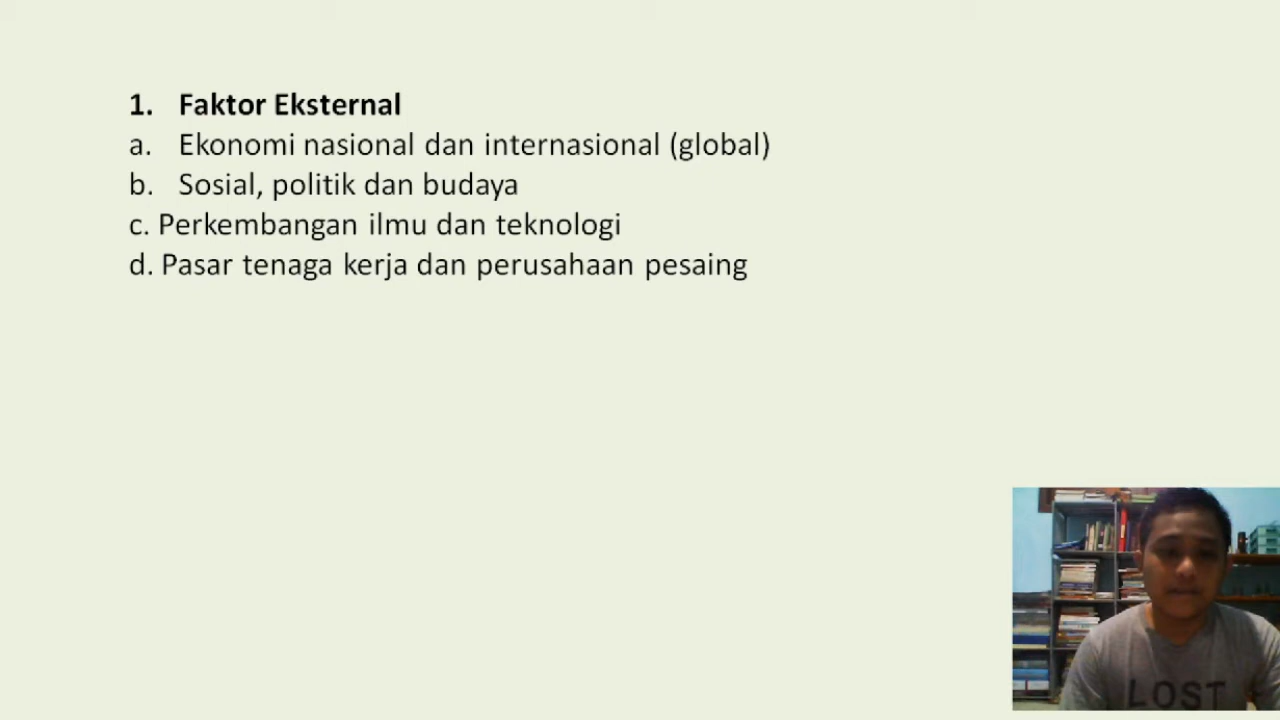 1. Faktor Eksternal
a. Ekonomi nasional dan internasional (global)
b. Sosial, politik dan budaya
c. Perkembangan ilmu dan teknologi
d. Pasar tenaga kerja dan perusahaan pesaing
LOST